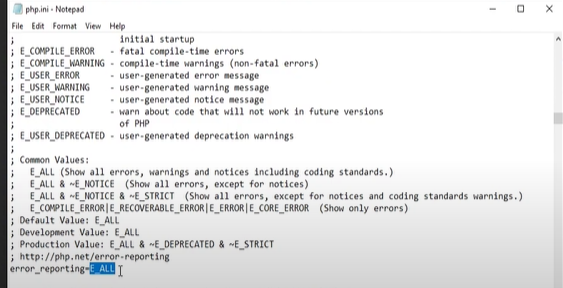 php.ini - Notepad
File Edit Format View Help
; initial startup
; E_COMPILE_ERROR - fatal compile-time errors
; E_COMPILE_WARNING - compile-time warnings (non-fatal errors)
; E_USER_ERROR - user-generated error message
; E_USER_WARNING - user-generated warning message
; E_USER_NOTICE - user-generated notice message
; E_DEPRECATED - warn about code that will not work in future versions
; of PHP
; E_USER_DEPRECATED - user-generated deprecation warnings
;
; Common Values:
; E_ALL (Show all errors, warnings and notices including coding standards.)
; E_ALL & ~E_NOTICE (Show all errors, except for notices)
; E_ALL & ~E_NOTICE & ~E_STRICT (Show all errors, except for notices and coding standards warnings.)
; E_COMPILE_ERROR|E_RECOVERABLE_ERROR|E_ERROR|E_CORE_ERROR (Show only errors)
; Default Value: E_ALL
; Development Value: E_ALL
; Production Value: E_ALL & ~E_DEPRECATED & ~E_STRICT
; http://php.net/error-reporting
error_reporting=E_ALL